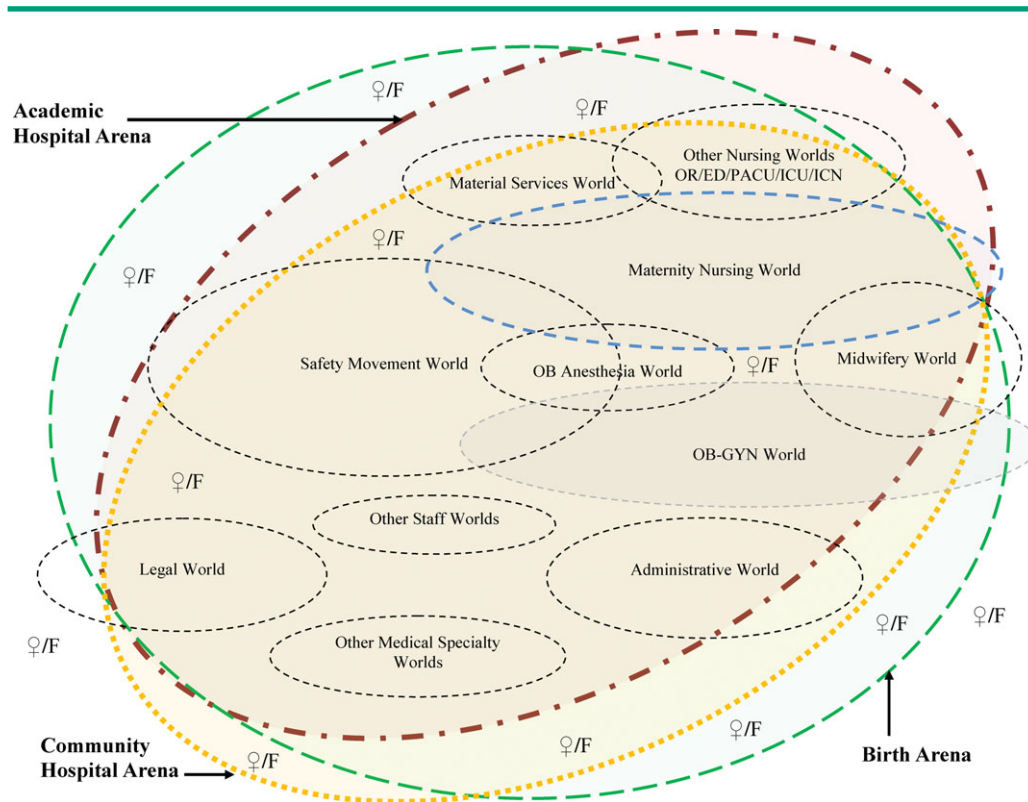 ♀/F
Academic
Hospital Arena
♀/F
Other Nursing Worlds
OR/ED/PACU/ICU/ICN
Material Services World
♀/F
♀/F
Maternity Nursing World
Safety Movement World
OB Anesthesia World
♀/F
Midwifery World
OB-GYN World
♀/F
Other Staff Worlds
Legal World
Administrative World
♀/F
♀/F
♀/F
Other Medical Specialty
Worlds
♀/F
♀/F
♀/F
Community
Hospital Arena
Birth Arena